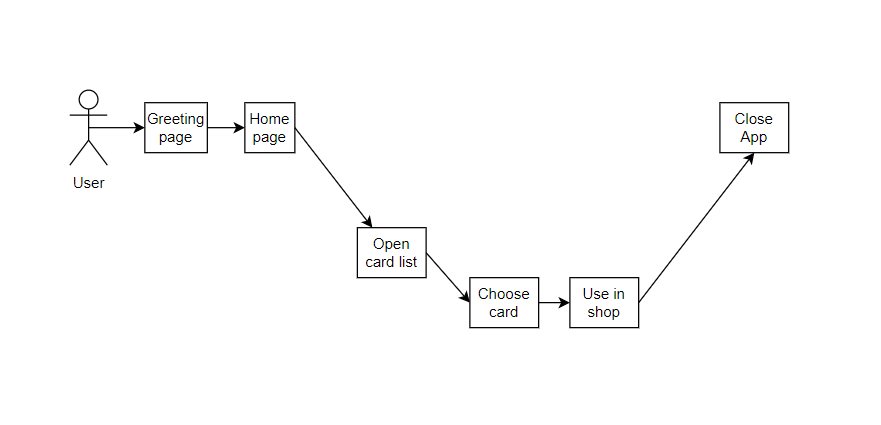 User
Greeting
page
Home
page
Open
card list
Choose
card
Use in
shop
Close
App